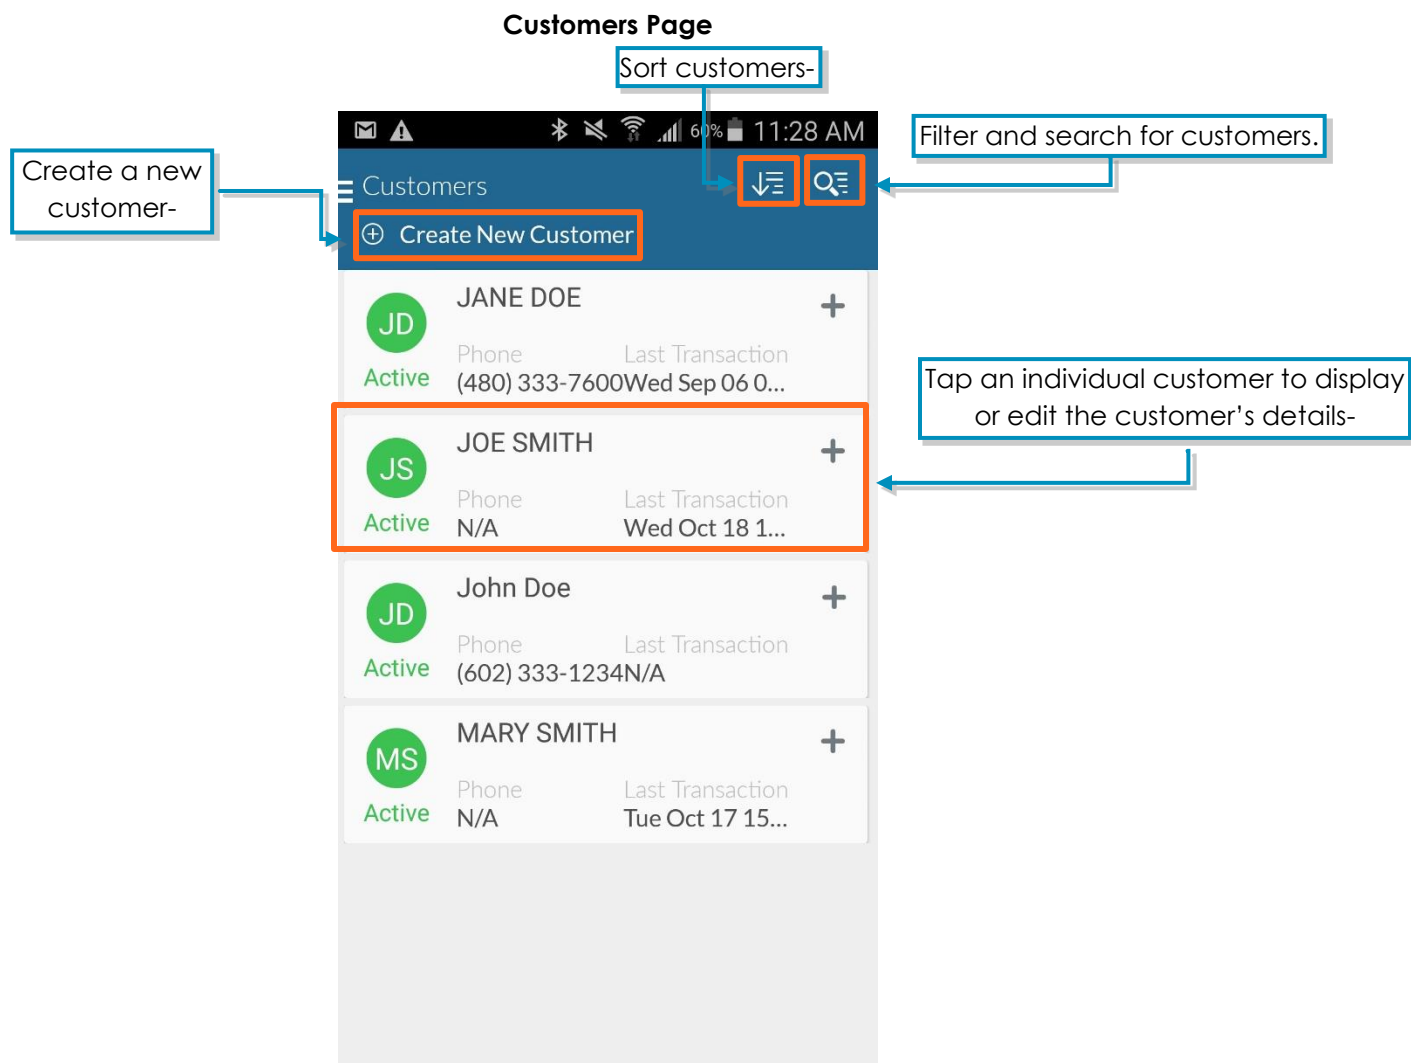 Customers Page
Sort customers-
60% 11:28 AM
Filter and search for customers.
Create a new
customer-
Customers
Create New Customer
JD
Active
JANE DOE
Phone Last Transaction
(480) 333-7600Wed Sep 06 0...
Tap an individual customer to display
or edit the customer’s details-
JS
Active
JOE SMITH
Phone Last Transaction
N/A Wed Oct 18 1...
JD
Active
John Doe
Phone Last Transaction
(602) 333-1234N/A
MS
Active
MARY SMITH
Phone Last Transaction
N/A Tue Oct 17 15...